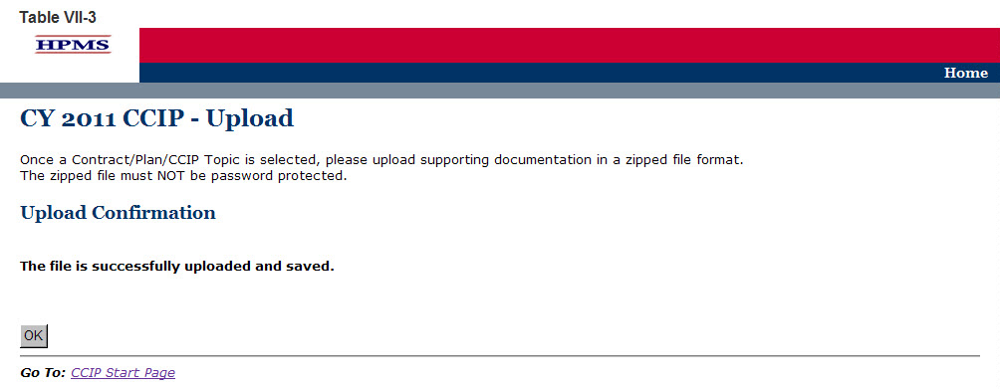 Table VII-3
HPMS
Home
CY 2011 CCIP - Upload
Once a Contract/Plan/CCIP Topic is selected, please upload supporting documentation in a zipped file format.
The zipped file must NOT be password protected.
Upload Confirmation
The file is successfully uploaded and saved.
OK
Go To: CCIP Start Page